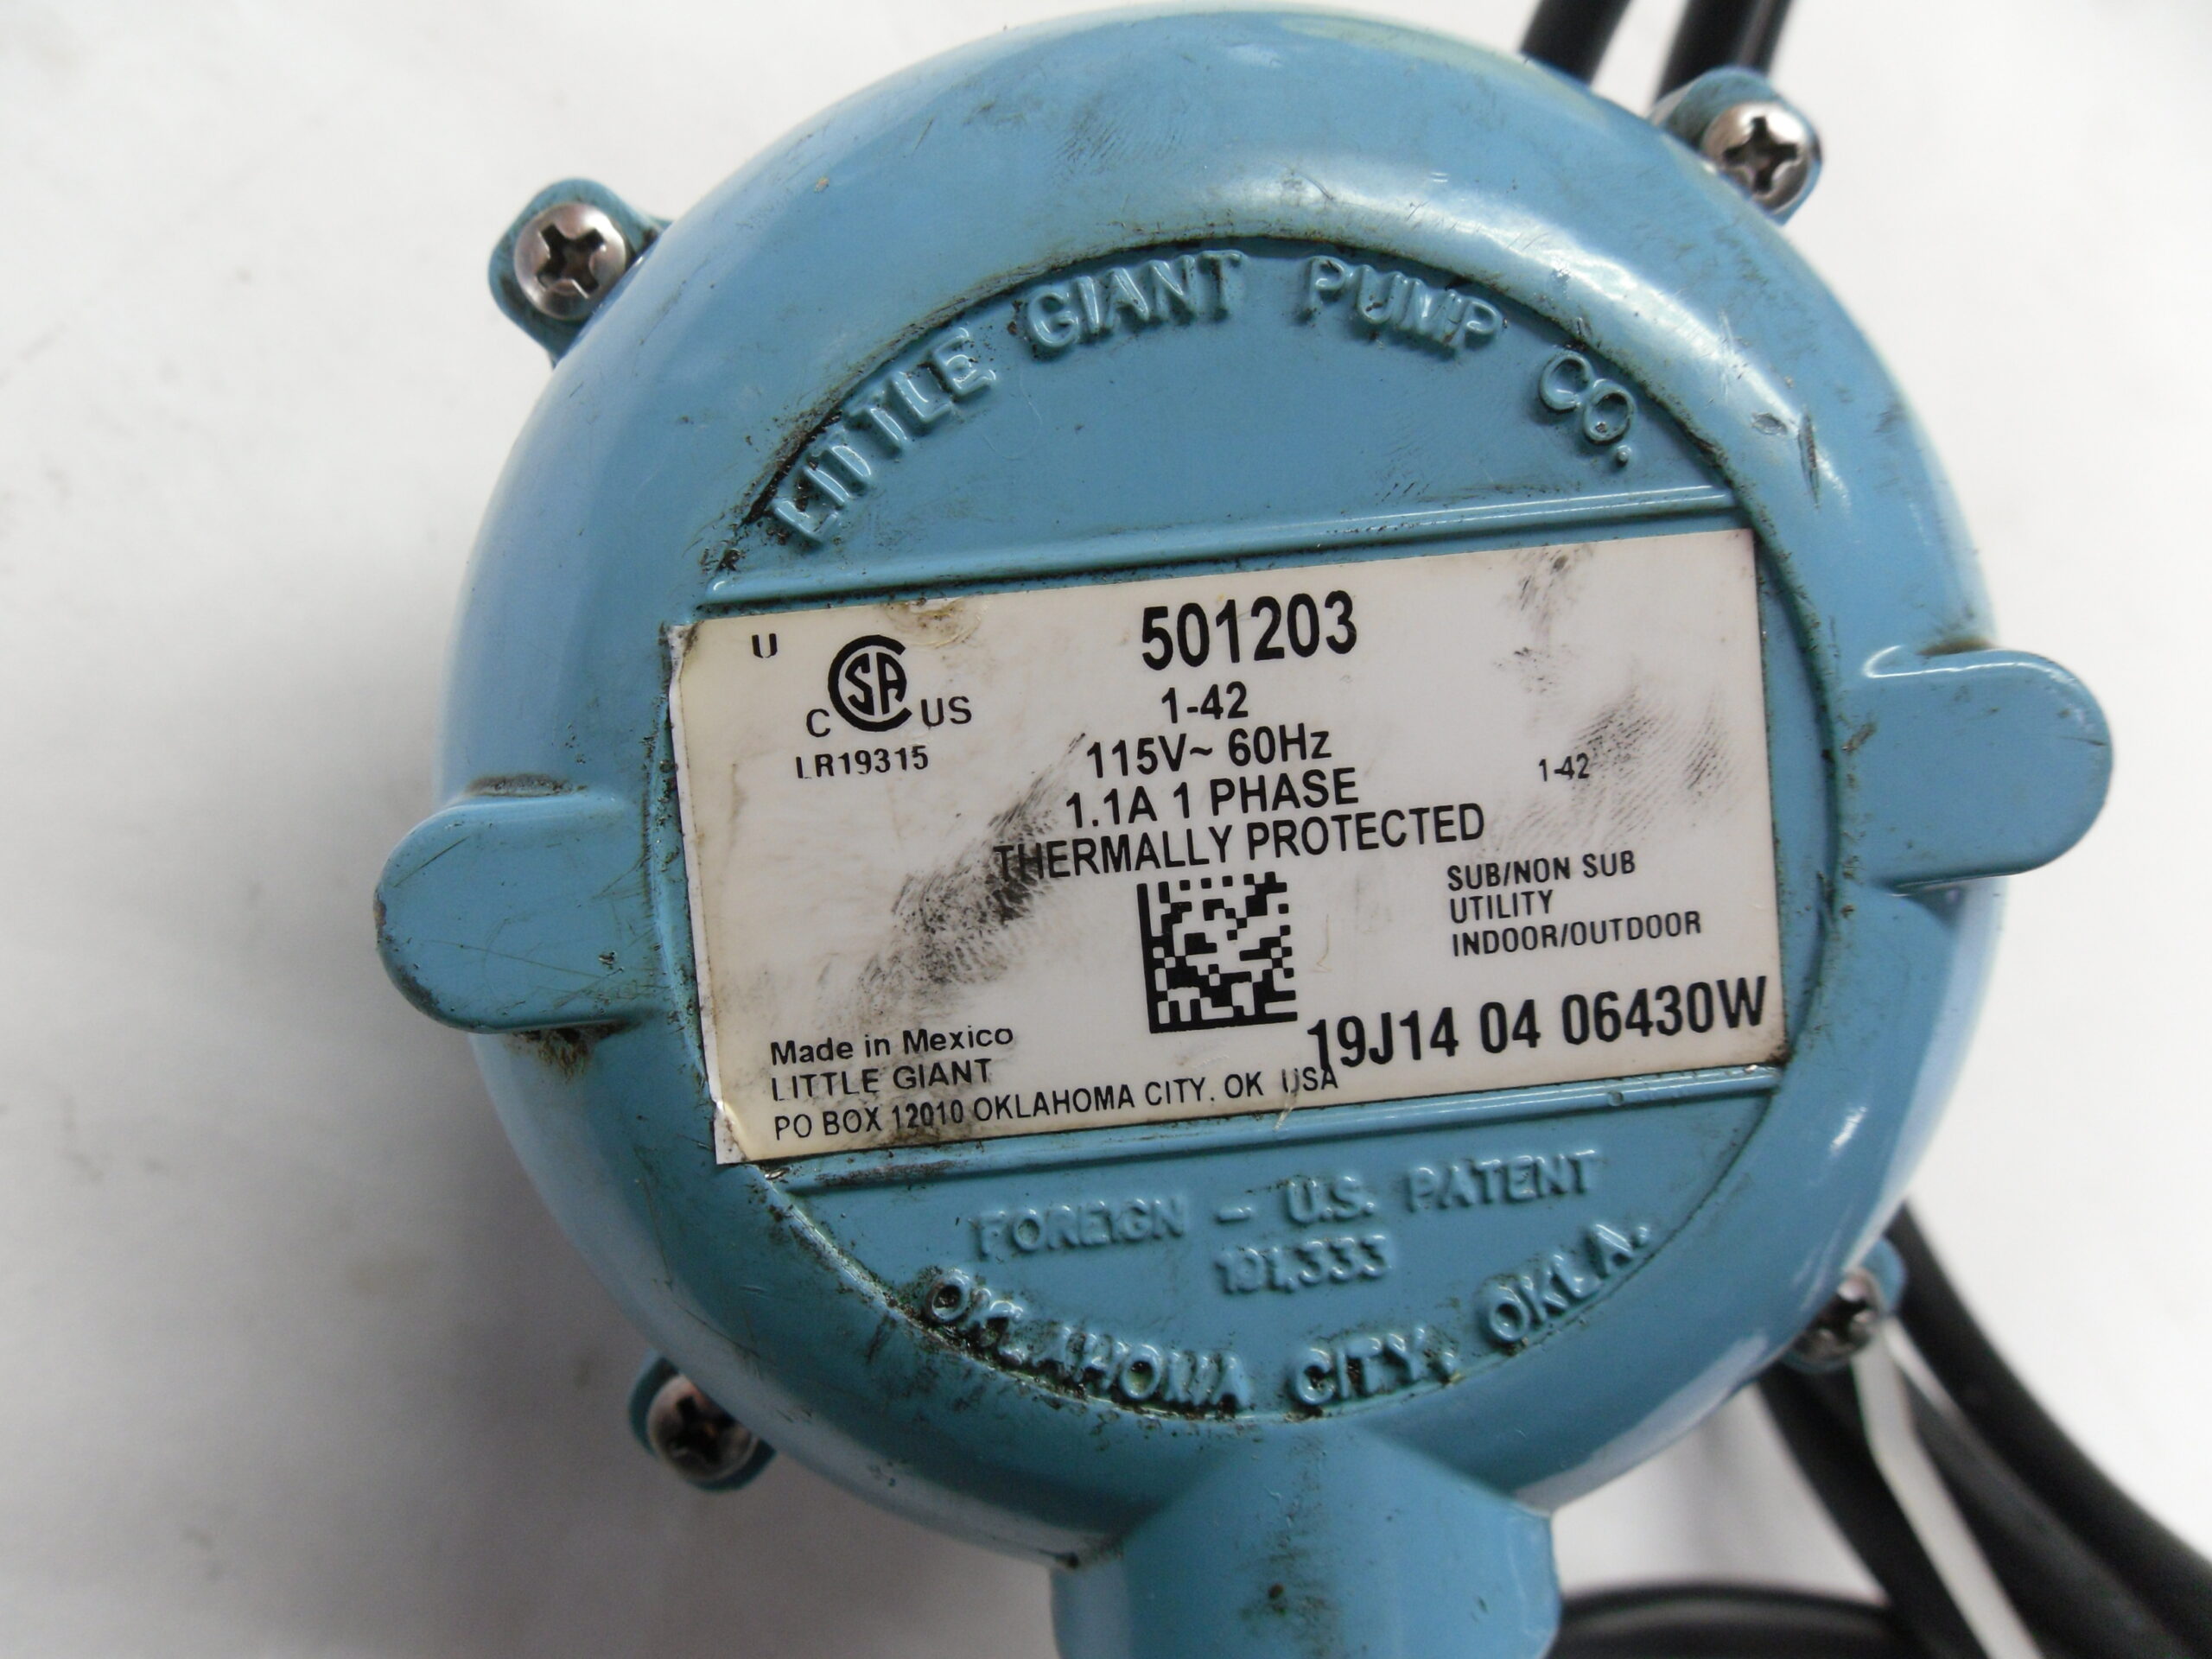 LITTLE GIANT PUMP CO.
U
501203
C SA US
LR19315
1-42
115V~ 60Hz
1.1A 1 PHASE
THERMALLY PROTECTED
1-42
SUB/NON SUB
UTILITY
INDOOR/OUTDOOR
19J14 04 06430W
Made in Mexico
LITTLE GIANT
PO BOX 12010 OKLAHOMA CITY, OK USA
FOREIGN - U.S. PATENT
OKLAHOMA CITY, OKLA.